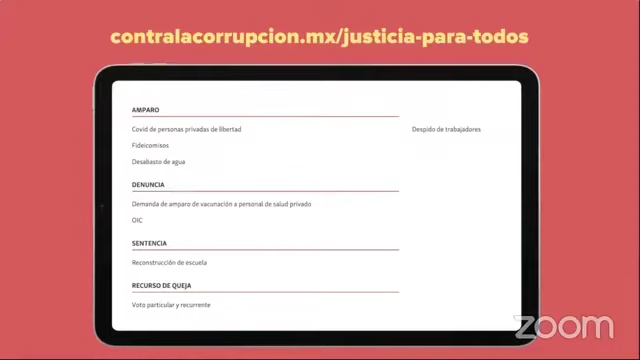 contralacorrupcion.mx/justicia-para-todos
AMPARO
Covid de personas privadas de libertad
Despido de trabajadores
Fideicomisos
Desabasto de agua
DENUNCIA
Demanda de amparo de vacunación a personal de salud privado
OIC
SENTENCIA
Reconstrucción de escuela
RECURSO DE QUEJA
Voto particular y recurrente
zoom